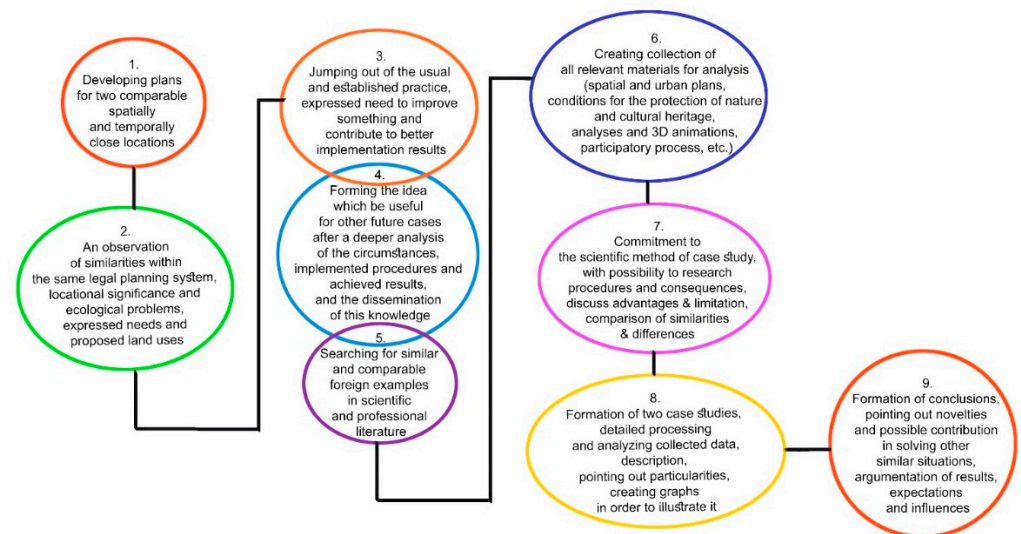 1.
Developing plans
for two comparable
spatially
and temporally
close locations
2.
An observation
of similarities within
the same legal planning system,
locational significance and
ecological problems,
expressed needs and
proposed land uses
3.
Jumping out of the usual
and established practice,
expressed need to improve
something and
contribute to better
implementation results
4.
Forming the idea
which be useful
for other future cases
after a deeper analysis
of the circumstances,
implemented procedures and
achieved results,
and the dissemination
of this knowledge
5.
Searching for similar
and comparable
foreign examples
in scientific
and professional
literature
6.
Creating collection of
all relevant materials for analysis
(spatial and urban plans,
conditions for the protection of nature
and cultural heritage,
analyses and 3D animations,
participatory process, etc.)
7.
Commitment to
the scientific method of case study,
with possibility to research
procedures and consequences,
discuss advantages & limitation,
comparison of similarities
& differences
8.
Formation of two case studies,
detailed processing
and analyzing collected data,
description,
pointing out particularities,
creating graphs
in order to illustrate it
9.
Formation of conclusions,
pointing out novelties
and possible contribution
in solving other
similar situations,
argumentation of results,
expectations
and influences